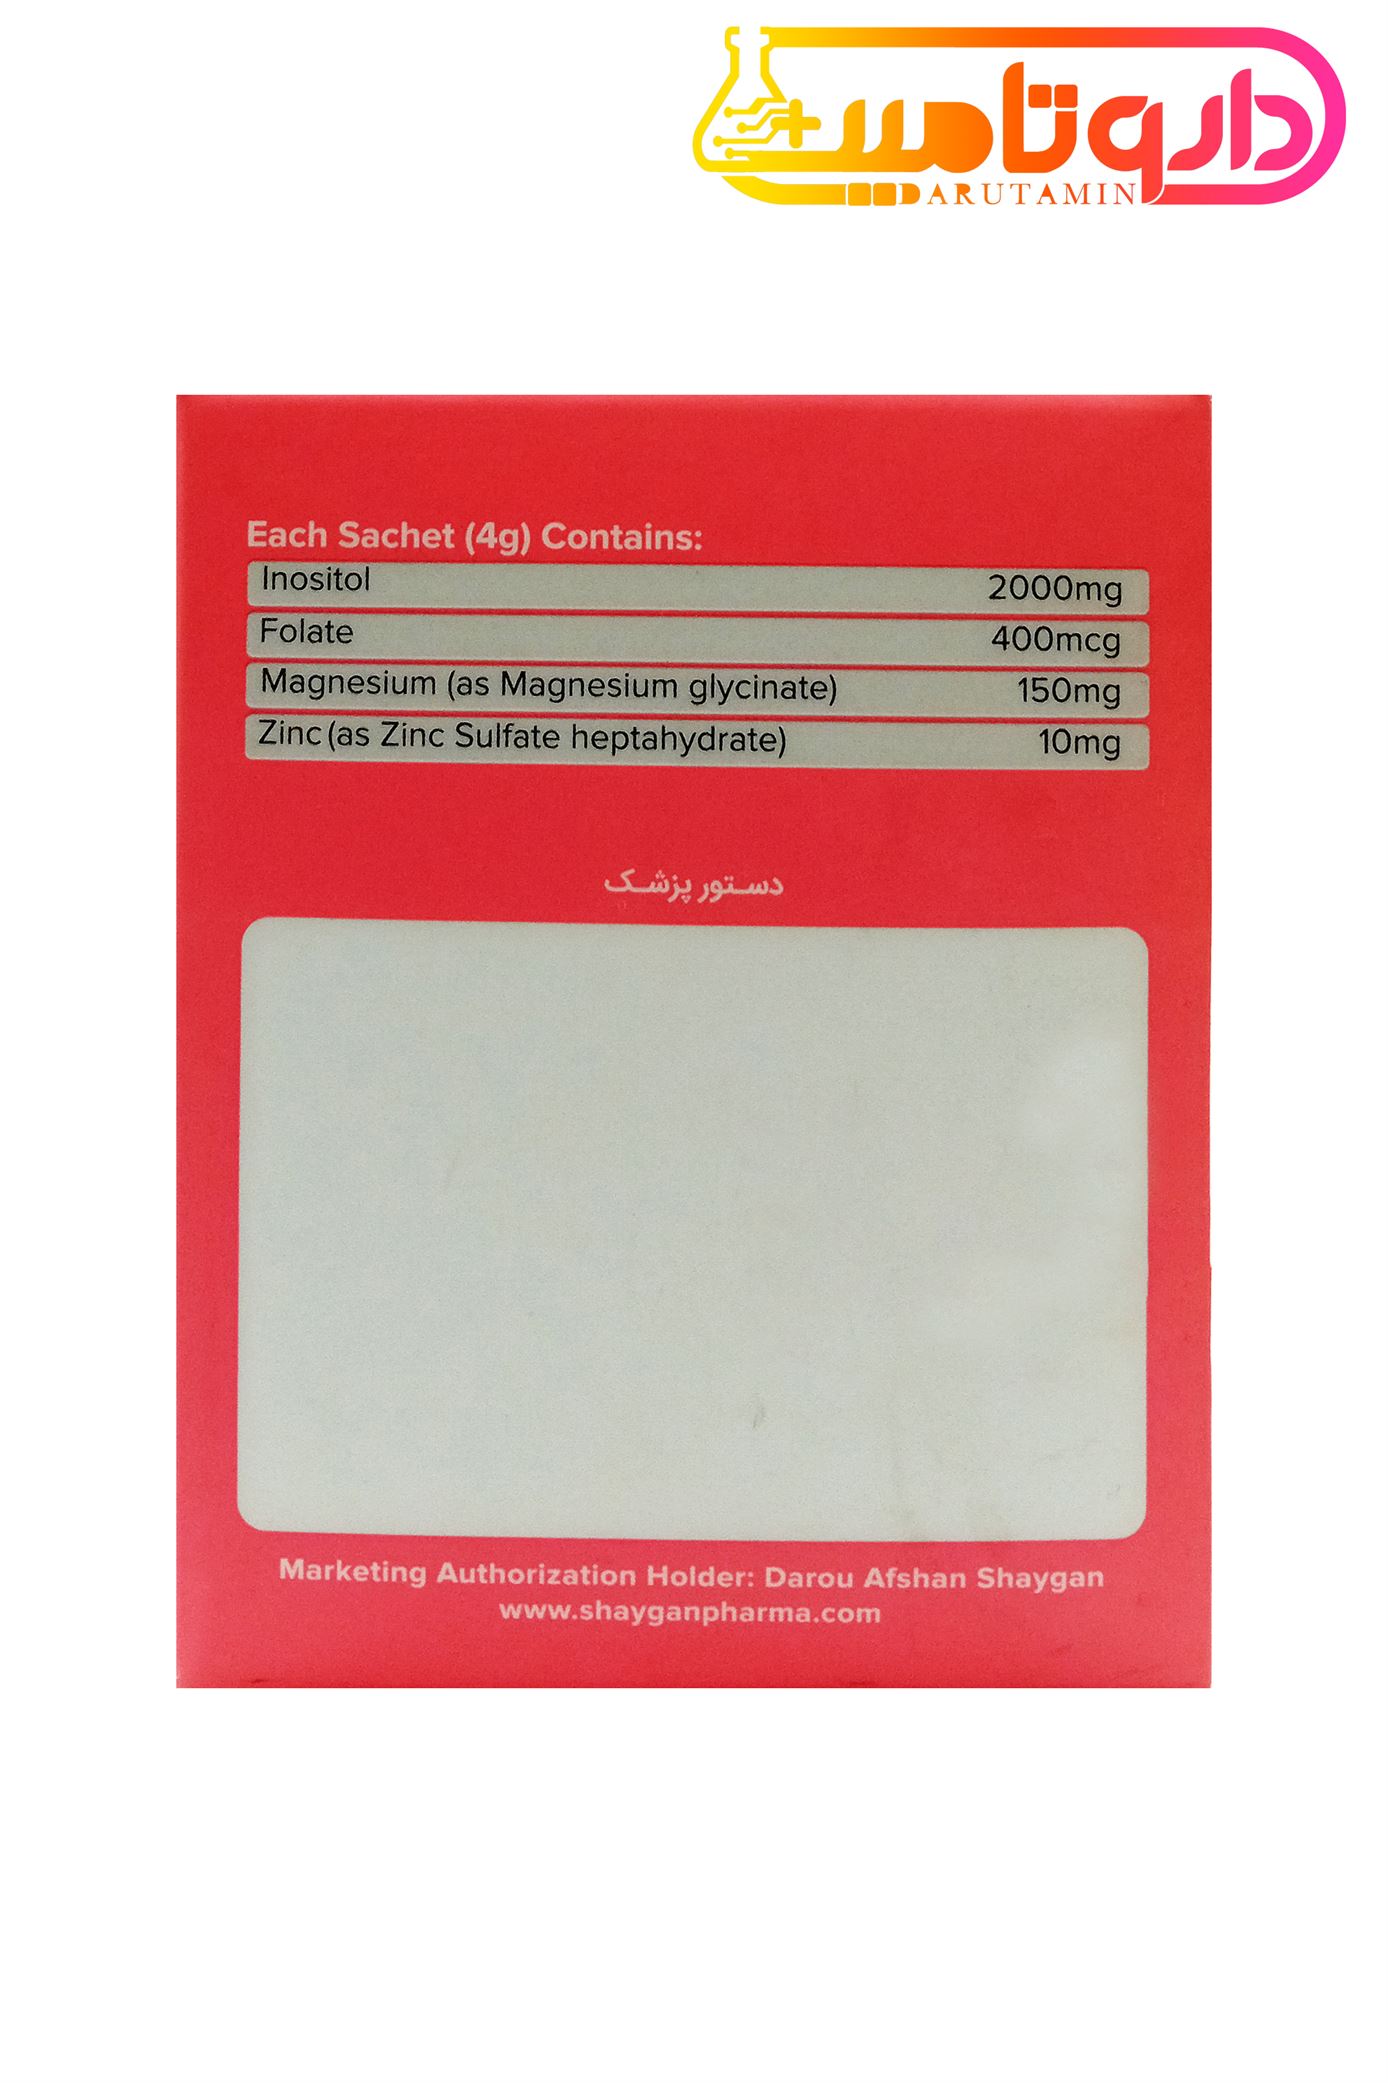 داروتامین
DARUTAMIN
Each Sachet (4g) Contains:
Inositol 2000mg
Folate 400mcg
Magnesium (as Magnesium glycinate) 150mg
Zinc (as Zinc Sulfate heptahydrate) 10mg
دستور پزشک
Marketing Authorization Holder: Darou Afshan Shaygan
www.shayganpharma.com